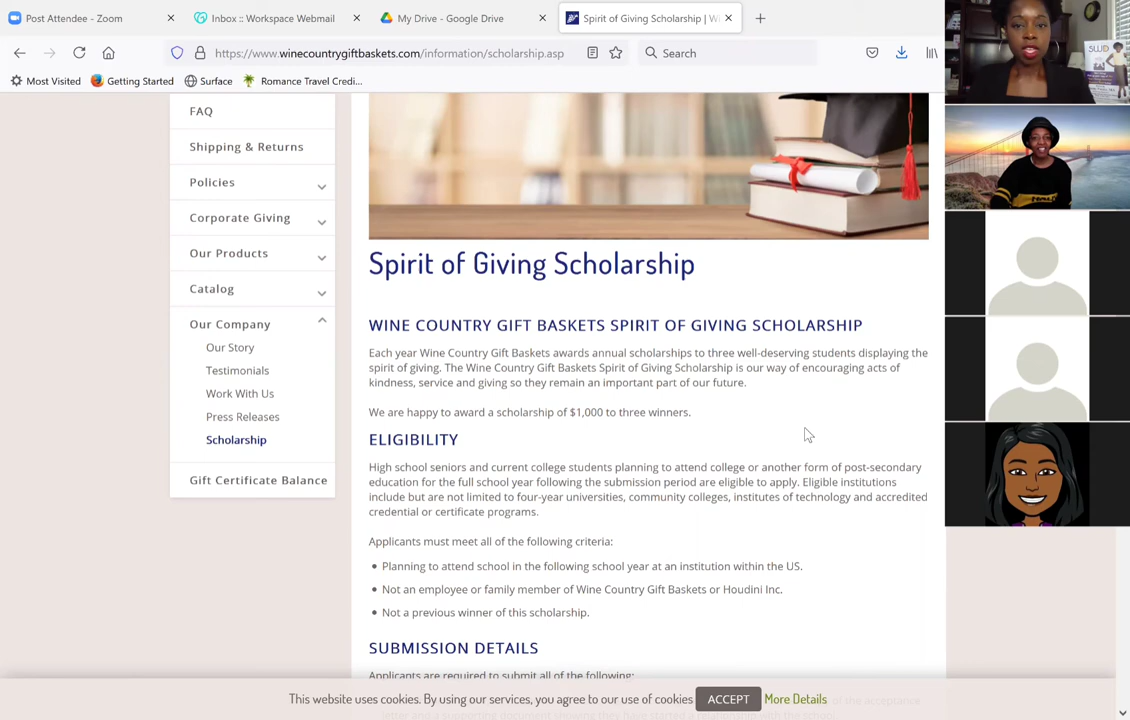 Post Attendee - Zoom
Inbox :: Workspace Webmail
My Drive - Google Drive
Spirit of Giving Scholarship | W
https://www.winecountrygiftbaskets.com/information/scholarship.asp
Search
Most Visited
Getting Started
Surface
Romance Travel Credi...
FAQ
Shipping & Returns
Policies
Corporate Giving
Our Products
Catalog
Our Company
Our Story
Testimonials
Work With Us
Press Releases
Scholarship
Gift Certificate Balance
Spirit of Giving Scholarship
WINE COUNTRY GIFT BASKETS SPIRIT OF GIVING SCHOLARSHIP
Each year Wine Country Gift Baskets awards annual scholarships to three well-deserving students displaying the
spirit of giving. The Wine Country Gift Baskets Spirit of Giving Scholarship is our way of encouraging acts of
kindness, service and giving so they remain an important part of our future.
We are happy to award a scholarship of $1,000 to three winners.
ELIGIBILITY
High school seniors and current college students planning to attend college or another form of post-secondary
education for the full school year following the submission period are eligible to apply. Eligible institutions
include but are not limited to four-year universities, community colleges, institutes of technology and accredited
credential or certificate programs.
Applicants must meet all of the following criteria:
Planning to attend school in the following school year at an institution within the US.
Not an employee or family member of Wine Country Gift Baskets or Houdini Inc.
Not a previous winner of this scholarship.
SUBMISSION DETAILS
Applicants are required to submit all of the following:
This website uses cookies. By using our services, you agree to our use of cookies ACCEPT More Details